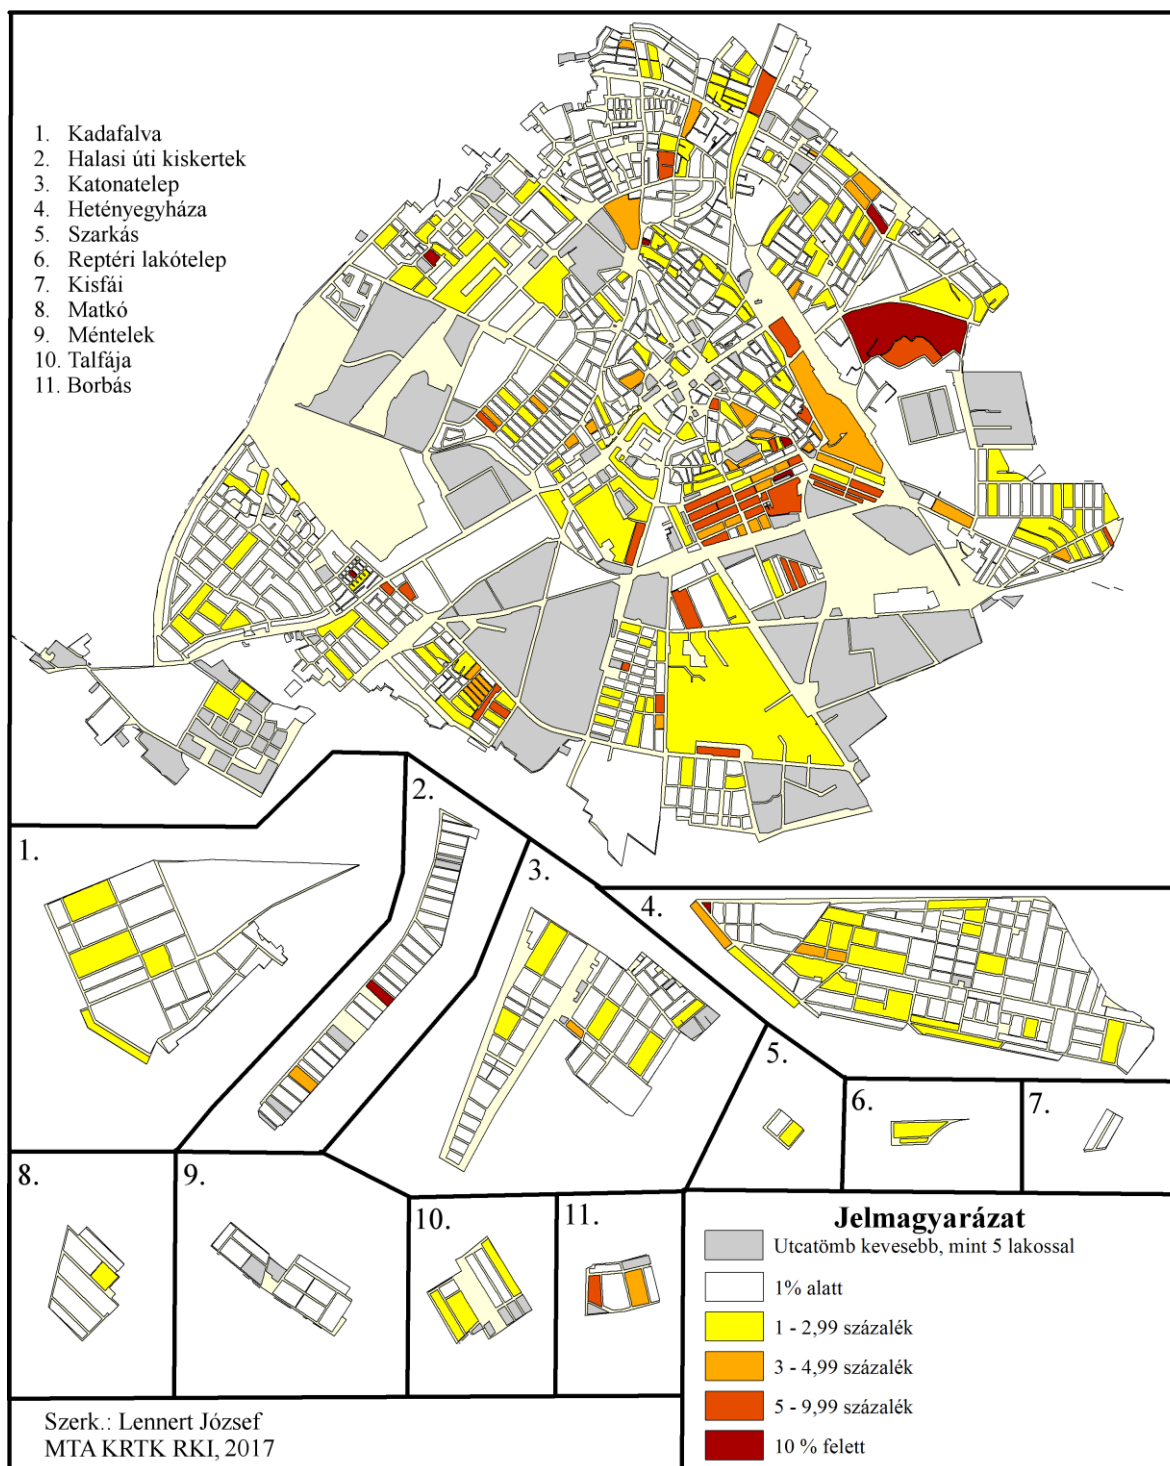 1. Kadafalva
2. Halasi úti kiskertek
3. Katonatelep
4. Hetényegyháza
5. Szarkás
6. Reptéri lakótelep
7. Kisfái
8. Matkó
9. Méntelek
10. Talfája
11. Borbás
1.
2.
3.
4.
5.
6.
7.
8.
9.
10.
11.
Jelmagyarázat
Utcatömb kevesebb, mint 5 lakossal
1% alatt
1 - 2,99 százalék
3 - 4,99 százalék
5 - 9,99 százalék
10 % felett
Szerk.: Lennert József
MTA KRTK RKI, 2017